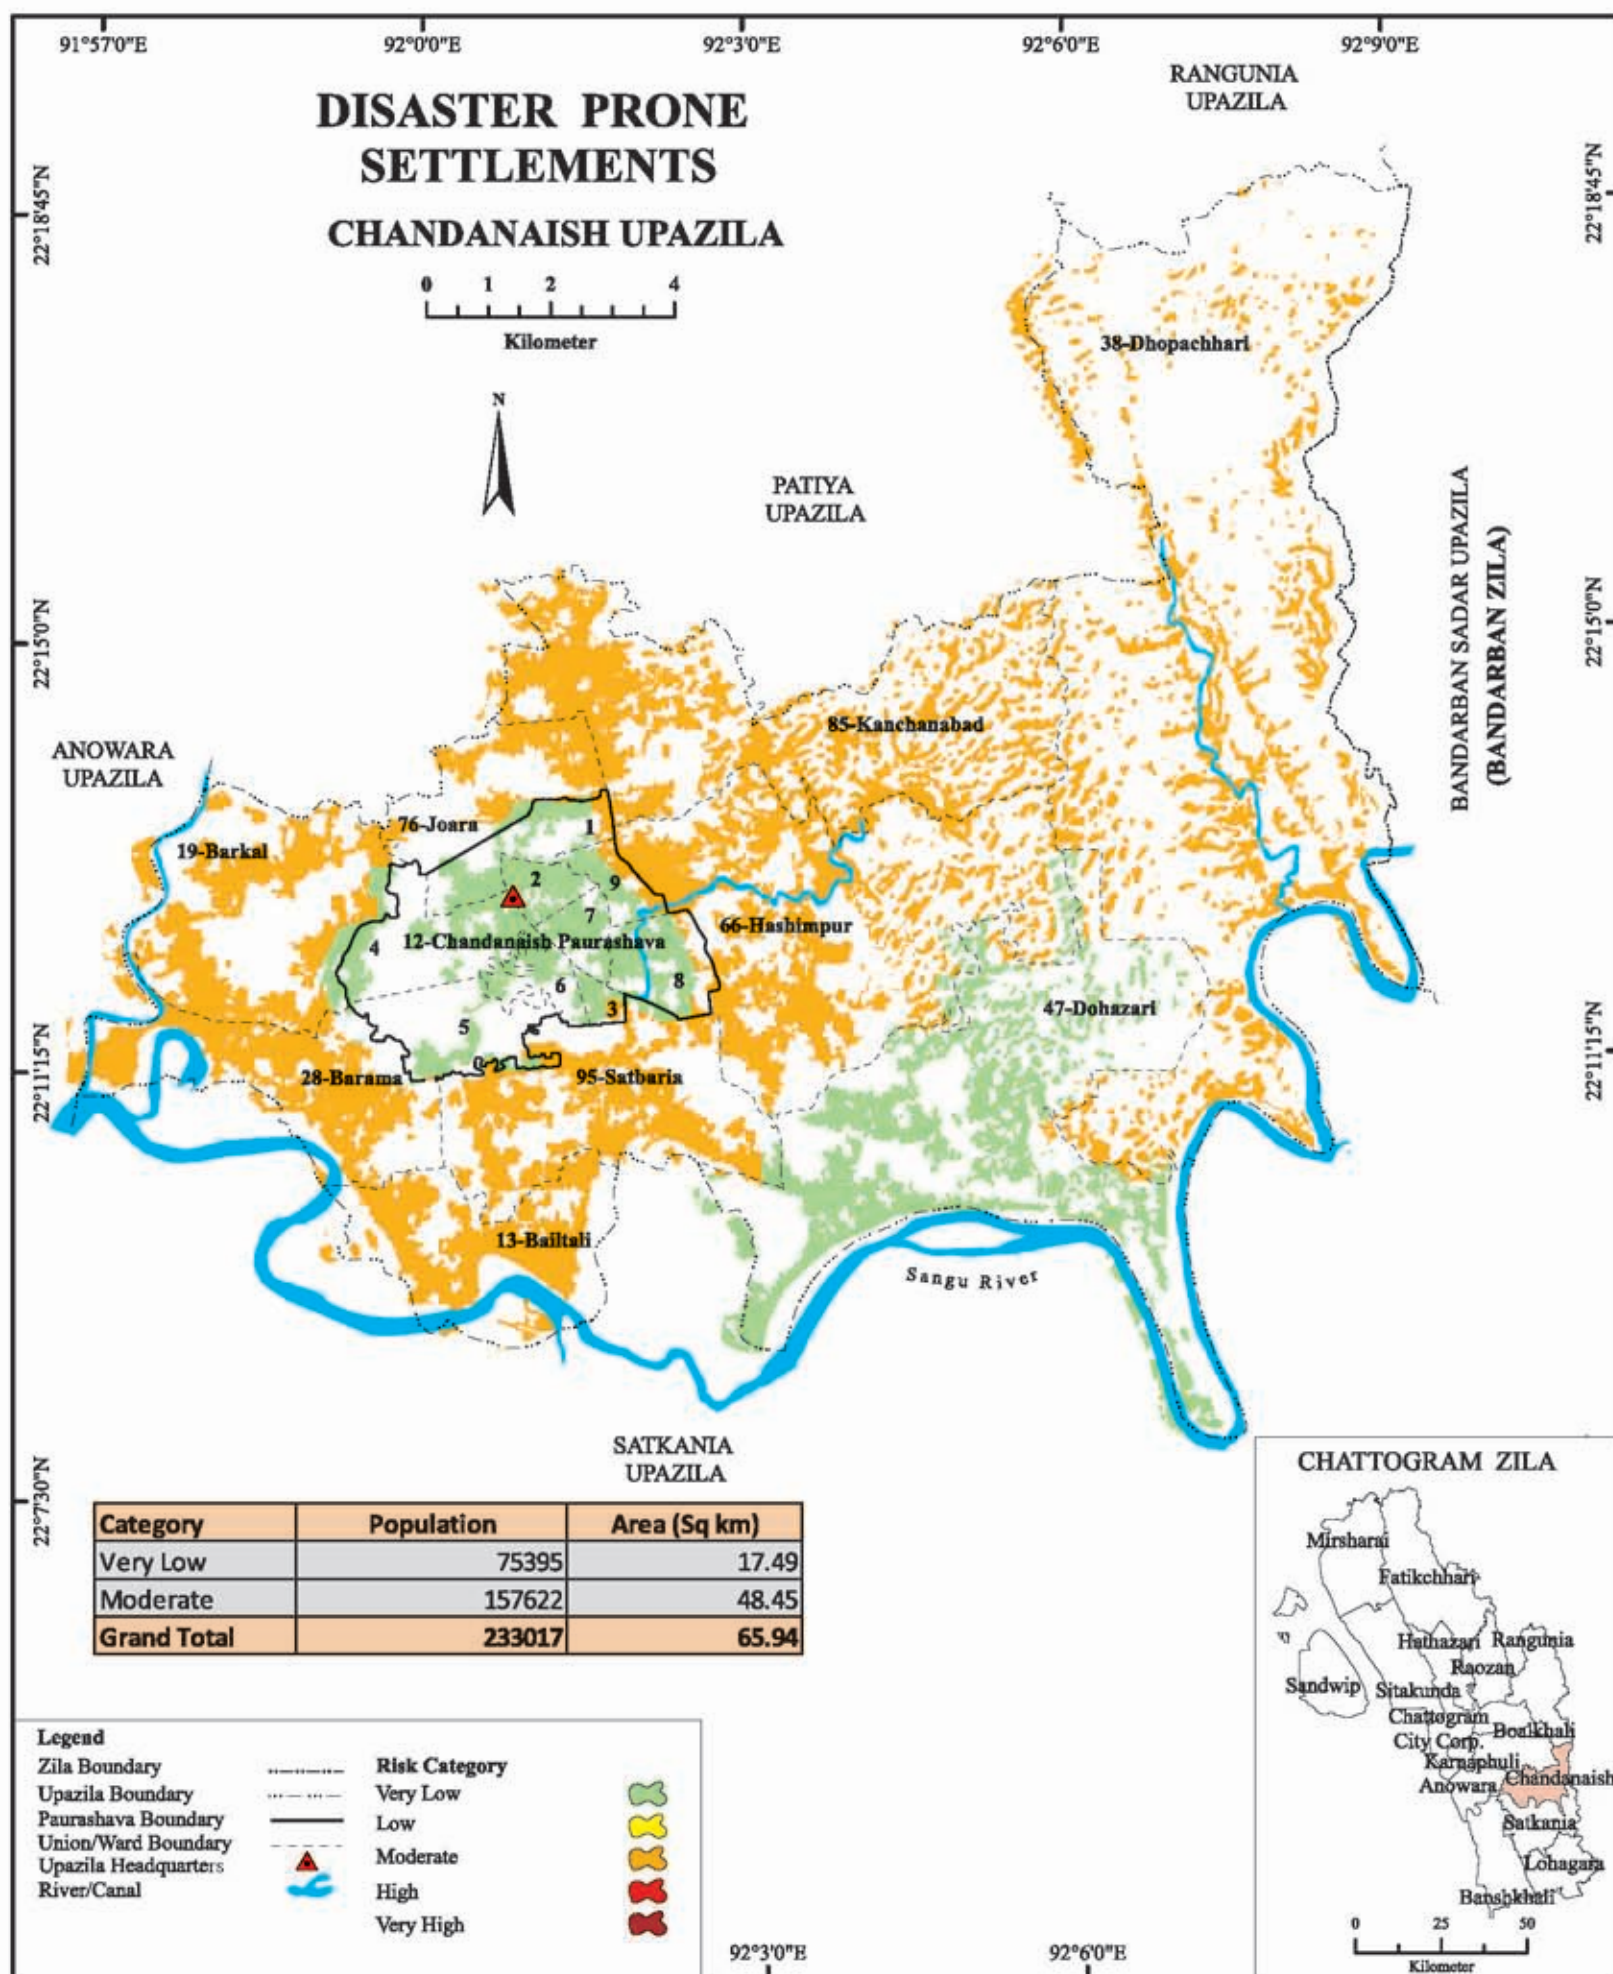 91°57'0"E 92°0'0"E 92°3'0"E 92°6'0"E 92°9'0"E
RANGUNIA
UPAZILA
DISASTER PRONE
SETTLEMENTS
CHANDANAISH UPAZILA
0 1 2 4
Kilometer
N
22°18'45"N
22°18'45"N
38-Dhopachhari
PATIYA
UPAZILA
BANDARBAN SADAR UPAZILA
(BANDARBAN ZILA)
22°15'0"N
22°15'0"N
85-Kanchanabad
ANOWARA
UPAZILA
76-Joara
1
19-Barkal
2
9
7
66-Hashimpur
4
12-Chandanaish Paurashava
8
6
3
47-Dohazari
5
22°11'15"N
22°11'15"N
28-Barama
95-Satbaria
13-Bailtali
Sangu River
SATKANIA
UPAZILA
22°7'30"N
Category Population Area (Sq km)
Very Low 75395 17.49
Moderate 157622 48.45
Grand Total 233017 65.94
Legend
Zila Boundary
Upazila Boundary
Paurashava Boundary
Union/Ward Boundary
Upazila Headquarters
River/Canal
Risk Category
Very Low
Low
Moderate
High
Very High
92°3'0"E 92°6'0"E
CHATTOGRAM ZILA
Mirsharai
Fatikchhari
Hathazari Rangunia
Raozan
Sandwip
Sitakunda
Chattogram
City Corp.
Boalkhali
Karnaphuli
Anowara
Chandanaish
Satkania
Lohagara
Banshkhali
0 25 50
Kilometer